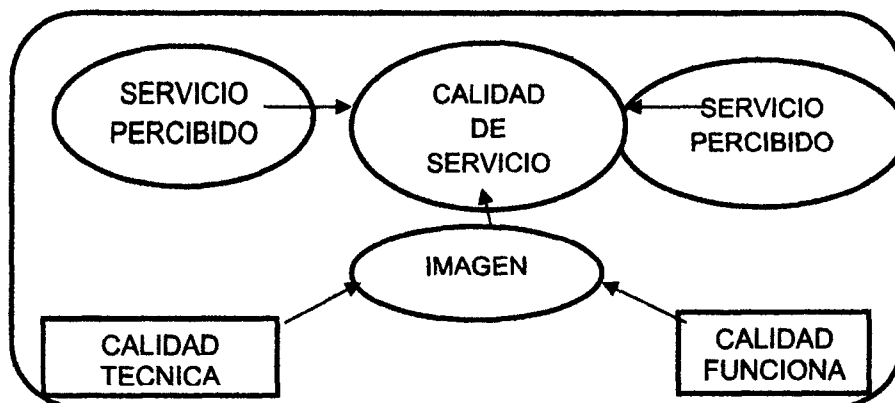 SERVICIO
PERCIBIDO
CALIDAD
DE
SERVICIO
SERVICIO
PERCIBIDO
IMAGEN
CALIDAD
TECNICA
CALIDAD
FUNCIONA